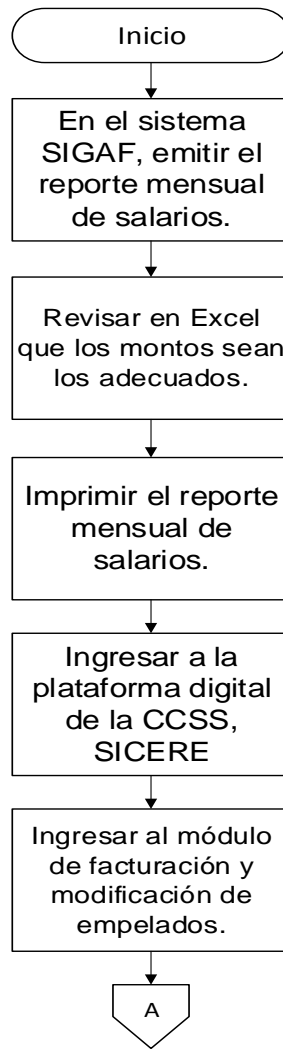 Inicio
En el sistema
SIGAF, emitir el
reporte mensual
de salarios.
Revisar en Excel
que los montos sean
los adecuados.
Imprimir el reporte
mensual de
salarios.
Ingresar a la
plataforma digital
de la CCSS,
SICERE
Ingresar al módulo
de facturación y
modificación de
empelados.
A